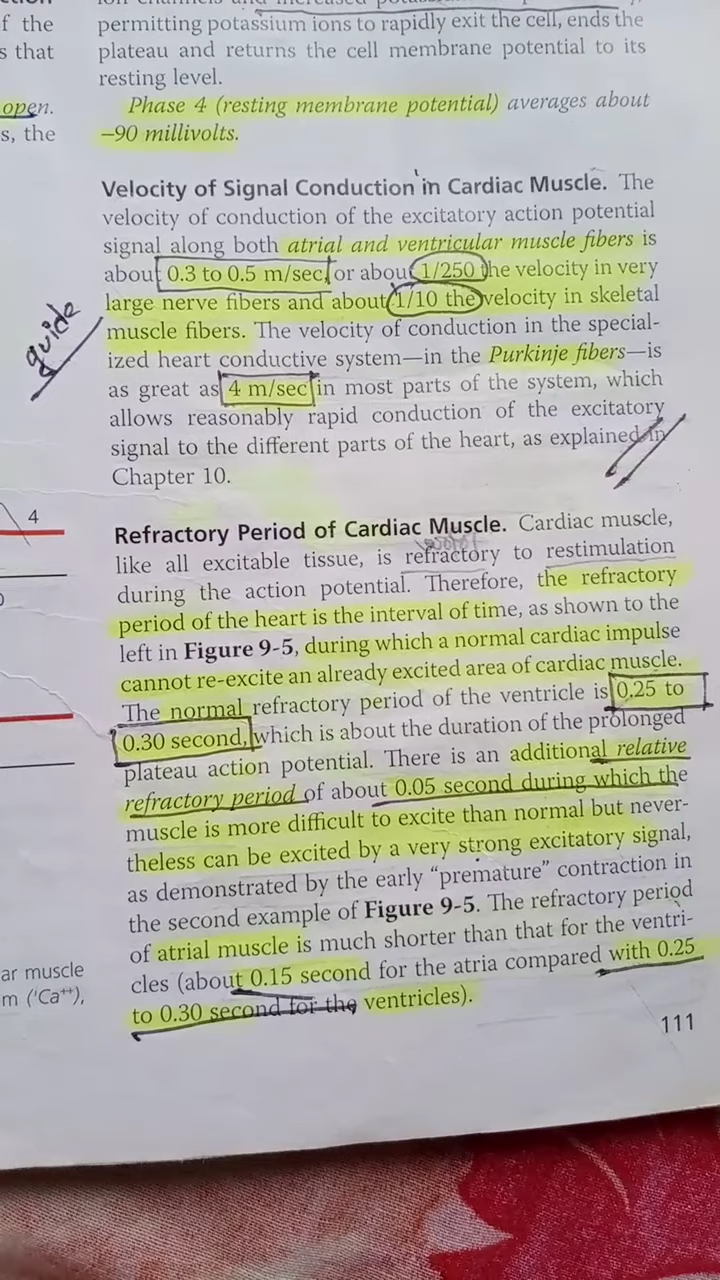 permitting potassium ions to rapidly exit the cell, ends the
plateau and returns the cell membrane potential to its
resting level.
Phase 4 (resting membrane potential) averages about
−90 millivolts.
f the
s that
open.
s, the
Velocity of Signal Conduction in Cardiac Muscle. The
velocity of conduction of the excitatory action potential
signal along both atrial and ventricular muscle fibers is
about 0.3 to 0.5 m/sec, or about 1/250 the velocity in very
large nerve fibers and about 1/10 the velocity in skeletal
muscle fibers. The velocity of conduction in the special-
ized heart conductive system—in the Purkinje fibers—is
as great as 4 m/sec in most parts of the system, which
allows reasonably rapid conduction of the excitatory
signal to the different parts of the heart, as explained in
Chapter 10.
guide
4
Refractory Period of Cardiac Muscle. Cardiac muscle,
like all excitable tissue, is refractory to restimulation
during the action potential. Therefore, the refractory
period of the heart is the interval of time, as shown to the
left in Figure 9-5, during which a normal cardiac impulse
cannot re-excite an already excited area of cardiac muscle.
The normal refractory period of the ventricle is 0.25 to
0.30 second, which is about the duration of the prolonged
plateau action potential. There is an additional relative
refractory period of about 0.05 second during which the
muscle is more difficult to excite than normal but never-
theless can be excited by a very strong excitatory signal,
as demonstrated by the early “premature” contraction in
the second example of Figure 9-5. The refractory period
of atrial muscle is much shorter than that for the ventri-
cles (about 0.15 second for the atria compared with 0.25
to 0.30 second for the ventricles).
ar muscle
m (Ca++),
111